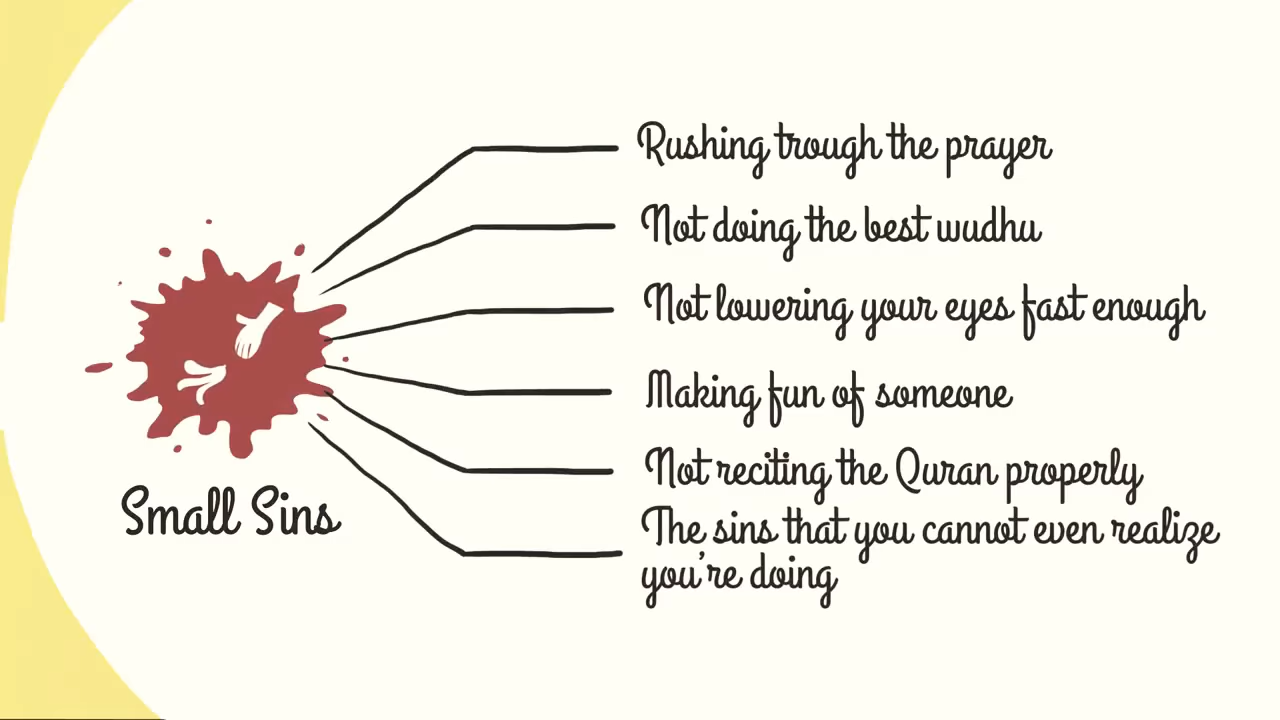 Rushing trough the prayer
Not doing the best wudhu
Not lowering your eyes fast enough
Making fun of someone
Not reciting the Quran properly
The sins that you cannot even realize
you're doing
Small Sins